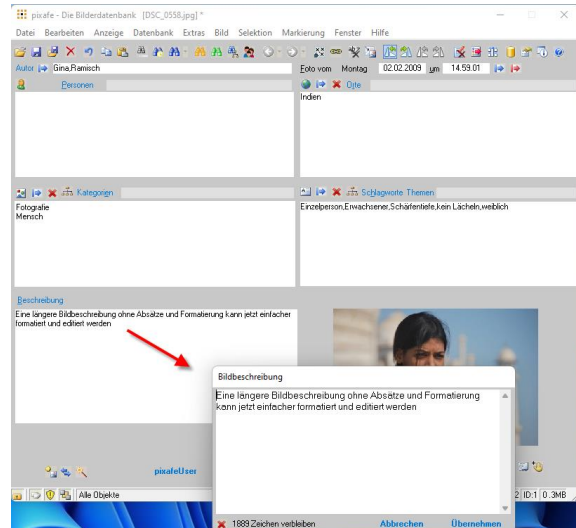 pixafe - Die Bilderdatenbank [DSC_0558.jpg] *
Datei Bearbeiten Anzeige Datenbank Extras Bild Selektion Markierung Fenster Hilfe
Autor Gina,Ramisch
Foto vom Montag 02.02.2009 um 14.59.01
Personen
Orte
Indien
Kategorien
Schlagworte Themen
Fotografie
Mensch
Einzelperson,Erwachsener,Schärfentiefe,kein Lächeln,weiblich
Beschreibung
Eine längere Bildbeschreibung ohne Absätze und Formatierung kann jetzt einfacher
formatiert und editiert werden
Bildbeschreibung
Eine längere Bildbeschreibung ohne Absätze und Formatierung
kann jetzt einfacher formatiert und editiert werden
pixafeUser
Alle Objekte
2 ID:1 0.3MB
1889 Zeichen verbleiben Abbrechen Übernehmen